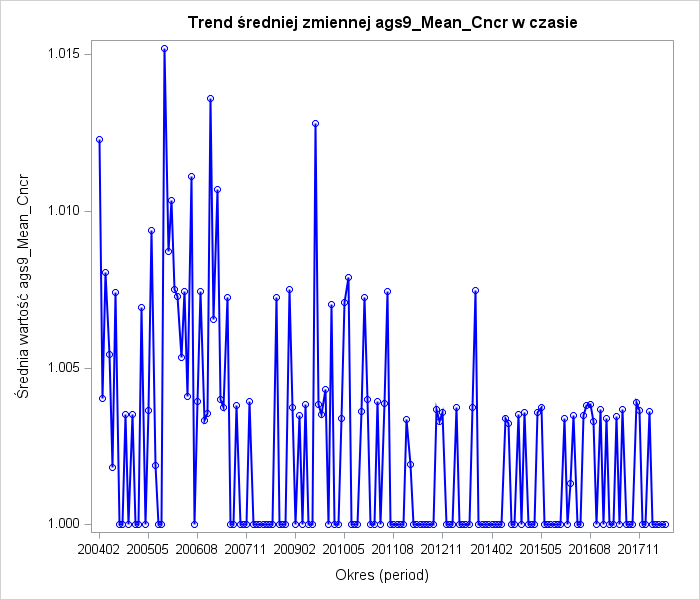 Trend średniej zmiennej ags9_Mean_Cncr w czasie
Średnia wartość ags9_Mean_Cncr
1.015
1.010
1.005
1.000
200402 200505 200608 200711 200902 201005 201108 201211 201402 201505 201608 201711
Okres (period)